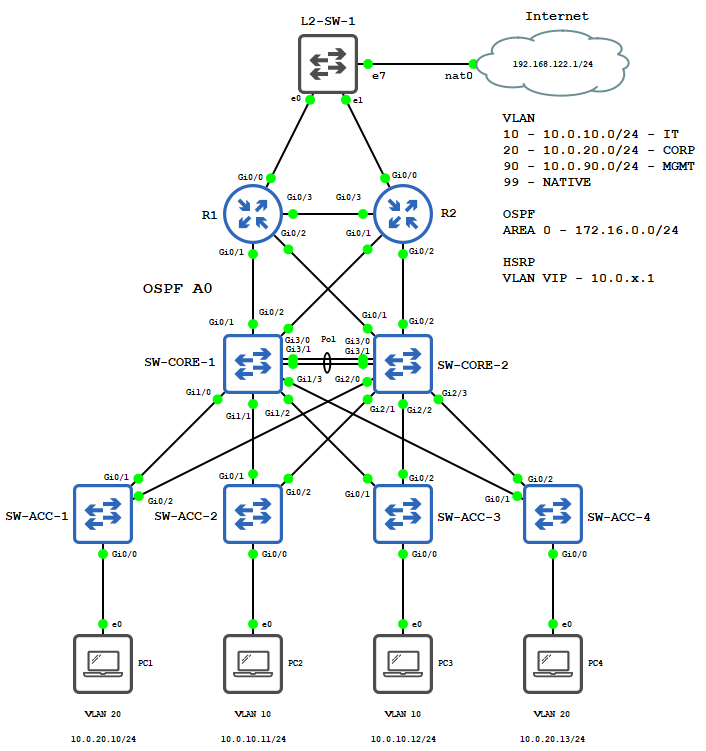 Internet
L2-SW-1
192.168.122.1/24
e7
nat0
e0
e1
VLAN
10 - 10.0.10.0/24 - IT
20 - 10.0.20.0/24 - CORP
90 - 10.0.90.0/24 - MGMT
99 - NATIVE
OSPF
AREA 0 - 172.16.0.0/24
HSRP
VLAN VIP - 10.0.x.1
Gi0/0
Gi0/0
Gi0/3
Gi0/3
R1
R2
Gi0/2
Gi0/1
Gi0/1
Gi0/2
OSPF A0
Gi0/2
Gi0/1
Gi0/1
Gi0/2
Gi3/0
Gi3/1
Po1
Gi3/0
Gi3/1
SW-CORE-1
SW-CORE-2
Gi1/3
Gi2/0
Gi1/0
Gi2/3
Gi1/1
Gi1/2
Gi2/1
Gi2/2
Gi0/1
Gi0/2
Gi0/1
Gi0/2
Gi0/1
Gi0/2
Gi0/1
Gi0/2
SW-ACC-1
SW-ACC-2
SW-ACC-3
SW-ACC-4
Gi0/0
Gi0/0
Gi0/0
Gi0/0
e0
e0
e0
e0
PC1
PC2
PC3
PC4
VLAN 20
VLAN 10
VLAN 10
VLAN 20
10.0.20.10/24
10.0.10.11/24
10.0.10.12/24
10.0.20.13/24